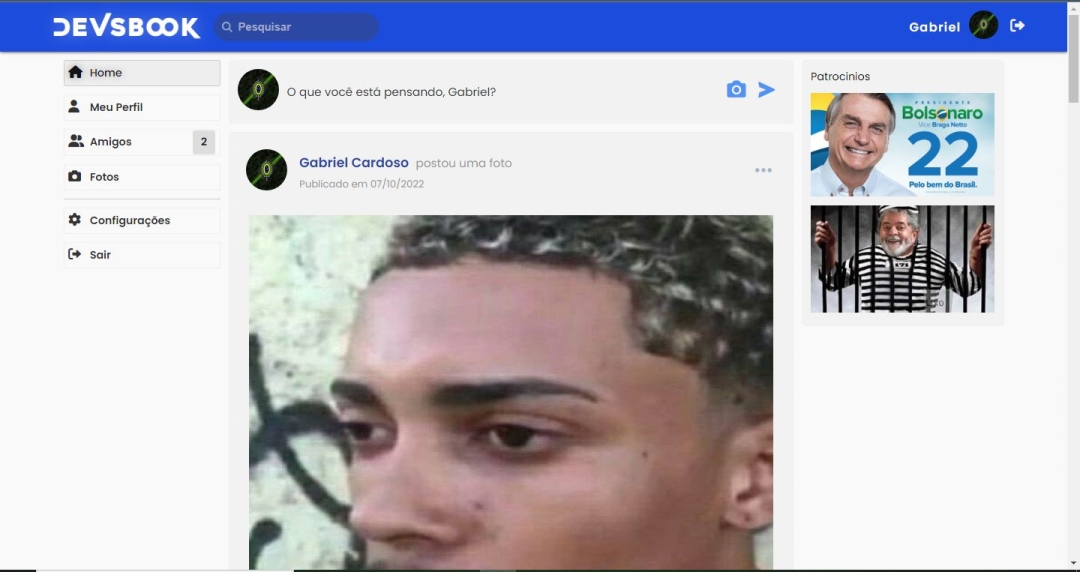 DEVSBOOK
Pesquisar
Gabriel
Home
Meu Perfil
Amigos
2
Fotos
Configurações
Sair
O que você está pensando, Gabriel?
Gabriel Cardoso postou uma foto
Publicado em 07/10/2022
Patrocinios
PRESIDENTE
Bolsonaro
Vice Braga Netto
22
Pelo bem do Brasil.
171